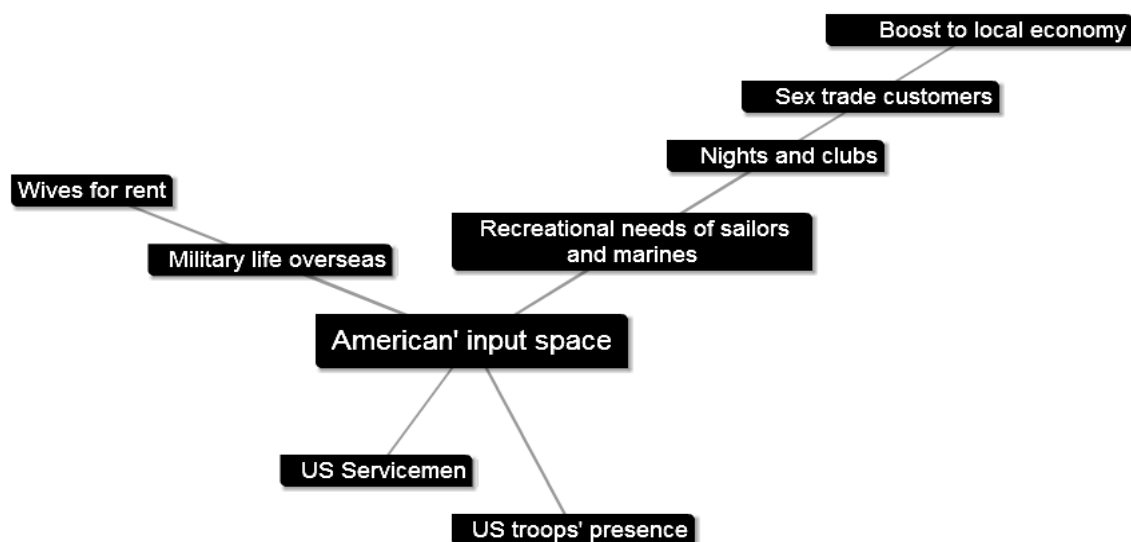 Boost to local economy
Sex trade customers
Nights and clubs
Wives for rent
Recreational needs of sailors
and marines
Military life overseas
American' input space
US Servicemen
US troops' presence